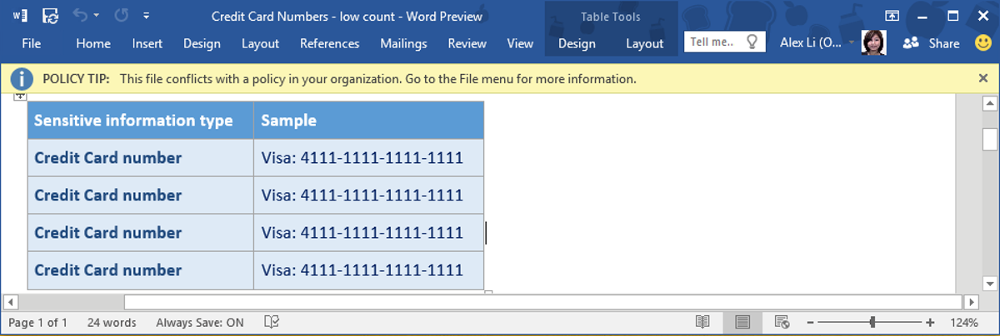 Credit Card Numbers - low count - Word Preview
Table Tools
File Home Insert Design Layout References Mailings Review View Design Layout Tell me.. Alex Li (O... Share
POLICY TIP: This file conflicts with a policy in your organization. Go to the File menu for more information.
Sensitive information type Sample
Credit Card number Visa: 4111-1111-1111-1111
Credit Card number Visa: 4111-1111-1111-1111
Credit Card number Visa: 4111-1111-1111-1111
Credit Card number Visa: 4111-1111-1111-1111
Page 1 of 1 24 words Always Save: ON 124%